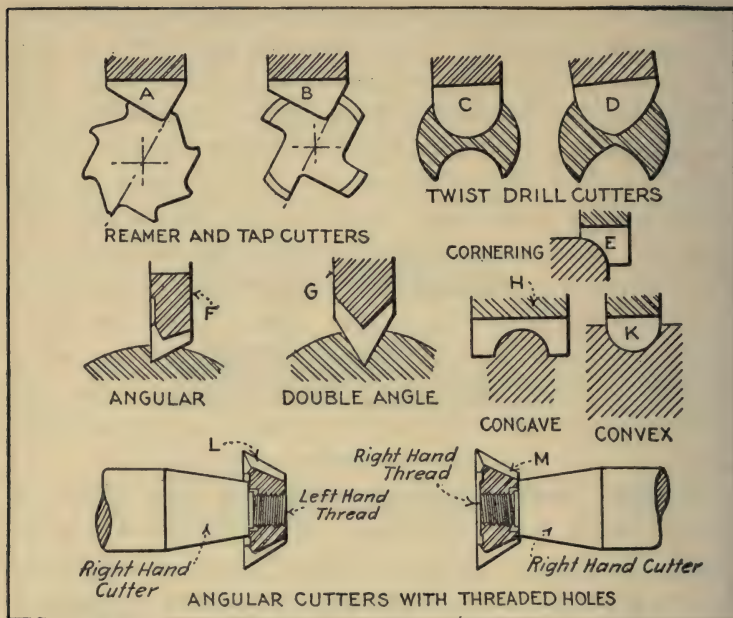 A
B
C
D
TWIST DRILL CUTTERS
REAMER AND TAP CUTTERS
CORNERING
E
F
G
H
K
ANGULAR
DOUBLE ANGLE
CONCAVE
CONVEX
L
Left Hand
Thread
Right Hand
Cutter
Right Hand
Thread
M
Right Hand Cutter
ANGULAR CUTTERS WITH THREADED HOLES